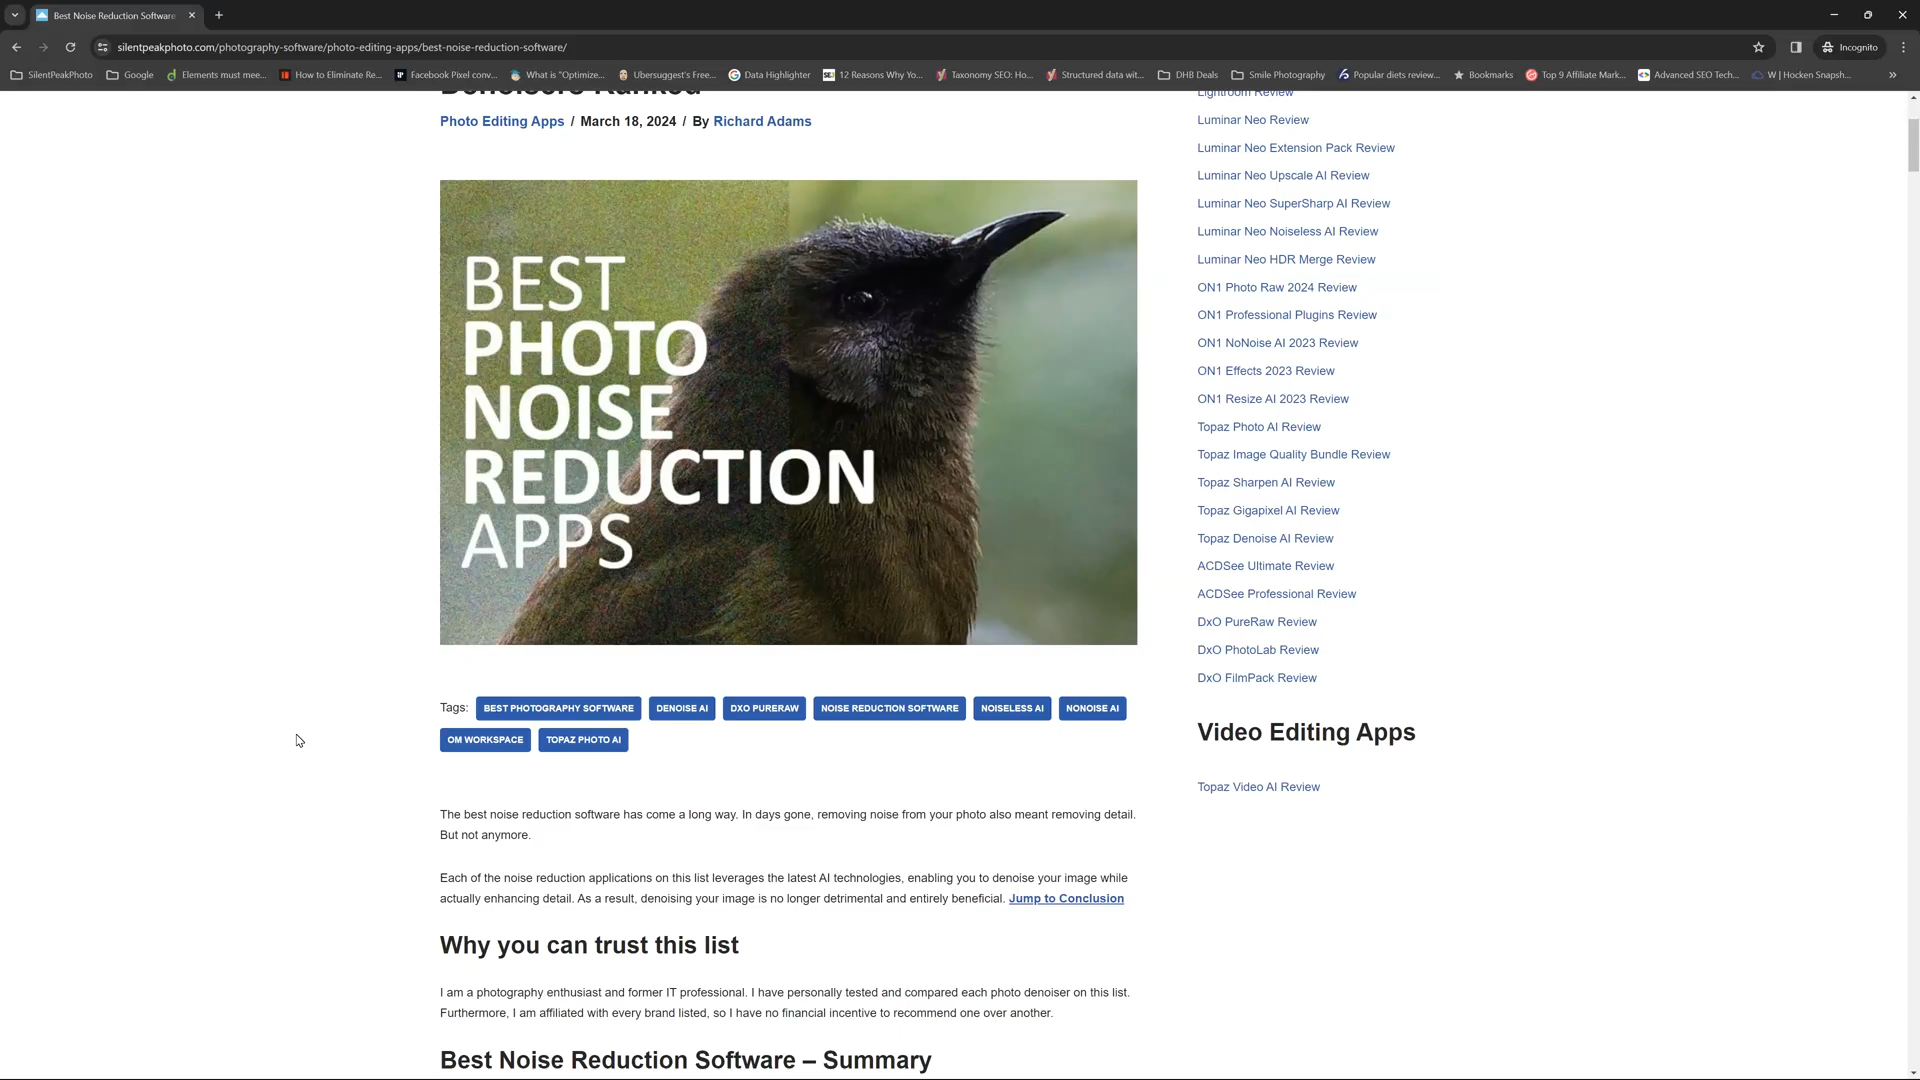 Best Noise Reduction Software
silentpeakphoto.com/photography-software/photo-editing-apps/best-noise-reduction-software/
Incognito
SilentPeakPhoto
Google
Elements must mee...
How to Eliminate Re...
Facebook Pixel conv...
What is "Optimize...
Ubersuggest's Free...
Data Highlighter
12 Reasons Why Yo...
Taxonomy SEO: Ho...
Structured data wit...
DHB Deals
Smile Photography
Popular diets review...
Bookmarks
Top 9 Affiliate Mark...
Advanced SEO Tech...
W | Hocken Snapsh...
»
Denoisers Ranked
Photo Editing Apps / March 18, 2024 / By Richard Adams
BEST
PHOTO
NOISE
REDUCTION
APPS
Tags: BEST PHOTOGRAPHY SOFTWARE DENOISE AI DXO PURERAW NOISE REDUCTION SOFTWARE NOISELESS AI NONOISE AI
OM WORKSPACE TOPAZ PHOTO AI
The best noise reduction software has come a long way. In days gone, removing noise from your photo also meant removing detail.
But not anymore.
Each of the noise reduction applications on this list leverages the latest AI technologies, enabling you to denoise your image while
actually enhancing detail. As a result, denoising your image is no longer detrimental and entirely beneficial. Jump to Conclusion
Why you can trust this list
I am a photography enthusiast and former IT professional. I have personally tested and compared each photo denoiser on this list.
Furthermore, I am affiliated with every brand listed, so I have no financial incentive to recommend one over another.
Best Noise Reduction Software – Summary
Lightroom Review
Luminar Neo Review
Luminar Neo Extension Pack Review
Luminar Neo Upscale AI Review
Luminar Neo SuperSharp AI Review
Luminar Neo Noiseless AI Review
Luminar Neo HDR Merge Review
ON1 Photo Raw 2024 Review
ON1 Professional Plugins Review
ON1 NoNoise AI 2023 Review
ON1 Effects 2023 Review
ON1 Resize AI 2023 Review
Topaz Photo AI Review
Topaz Image Quality Bundle Review
Topaz Sharpen AI Review
Topaz Gigapixel AI Review
Topaz Denoise AI Review
ACDSee Ultimate Review
ACDSee Professional Review
DxO PureRaw Review
DxO PhotoLab Review
DxO FilmPack Review
Video Editing Apps
Topaz Video AI Review